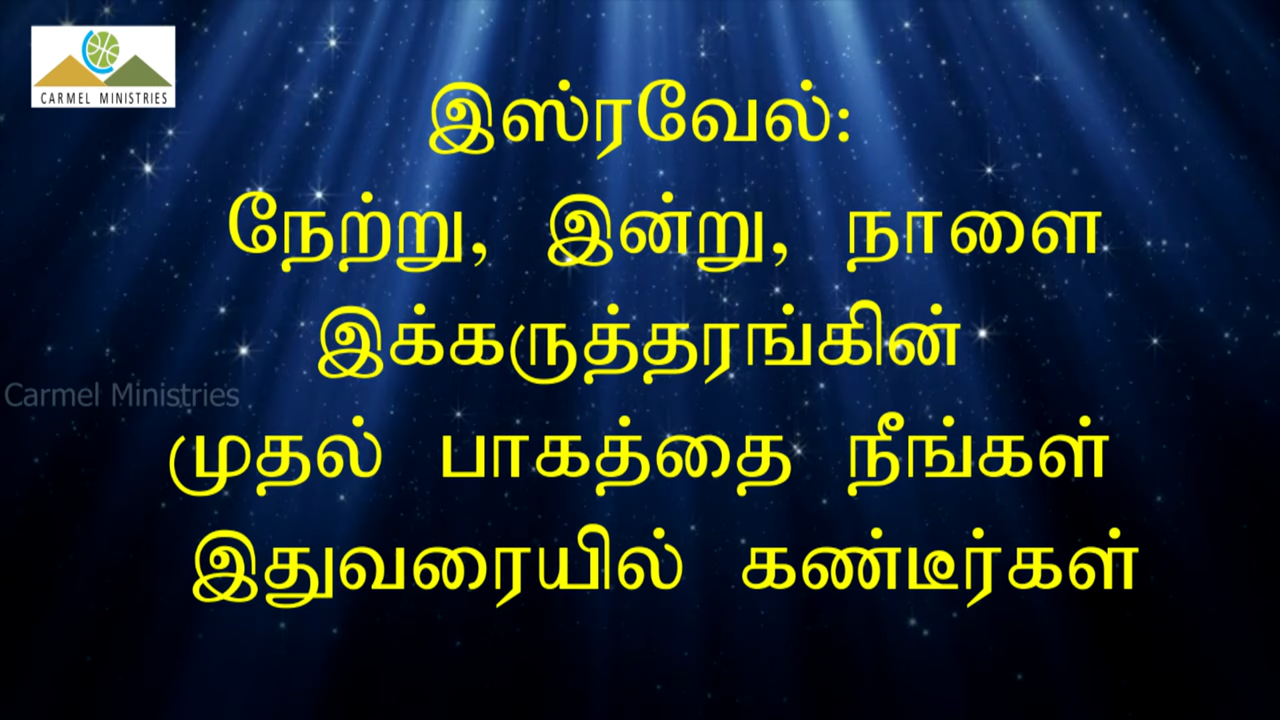 CARMEL MINISTRIES
இஸ்ரவேல்:
நேற்று, இன்று, நாளை
இக்கருத்தரங்கின்
Carmel Ministries
முதல் பாகத்தை நீங்கள்
இதுவரையில் கண்டீர்கள்